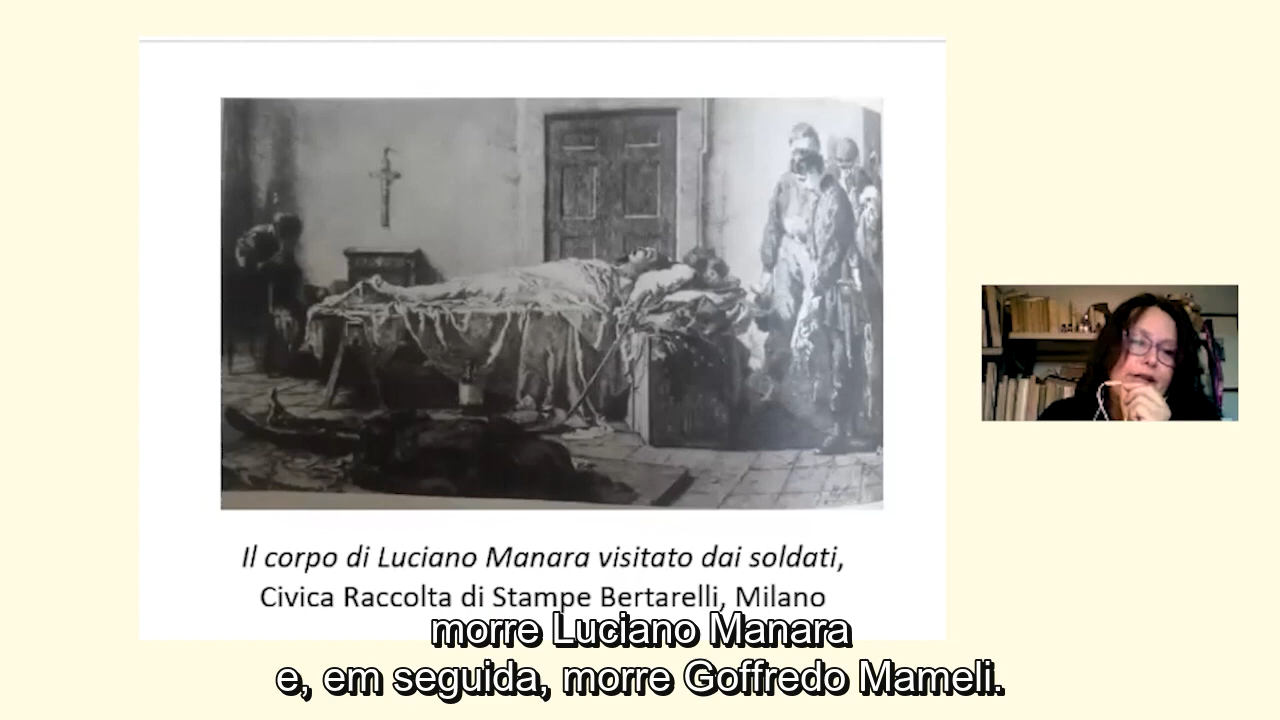 Il corpo di Luciano Manara visitato dai soldati,
Civica Raccolta di Stampe Bertarelli, Milano
morre Luciano Manara
e, em seguida, morre Goffredo Mameli.